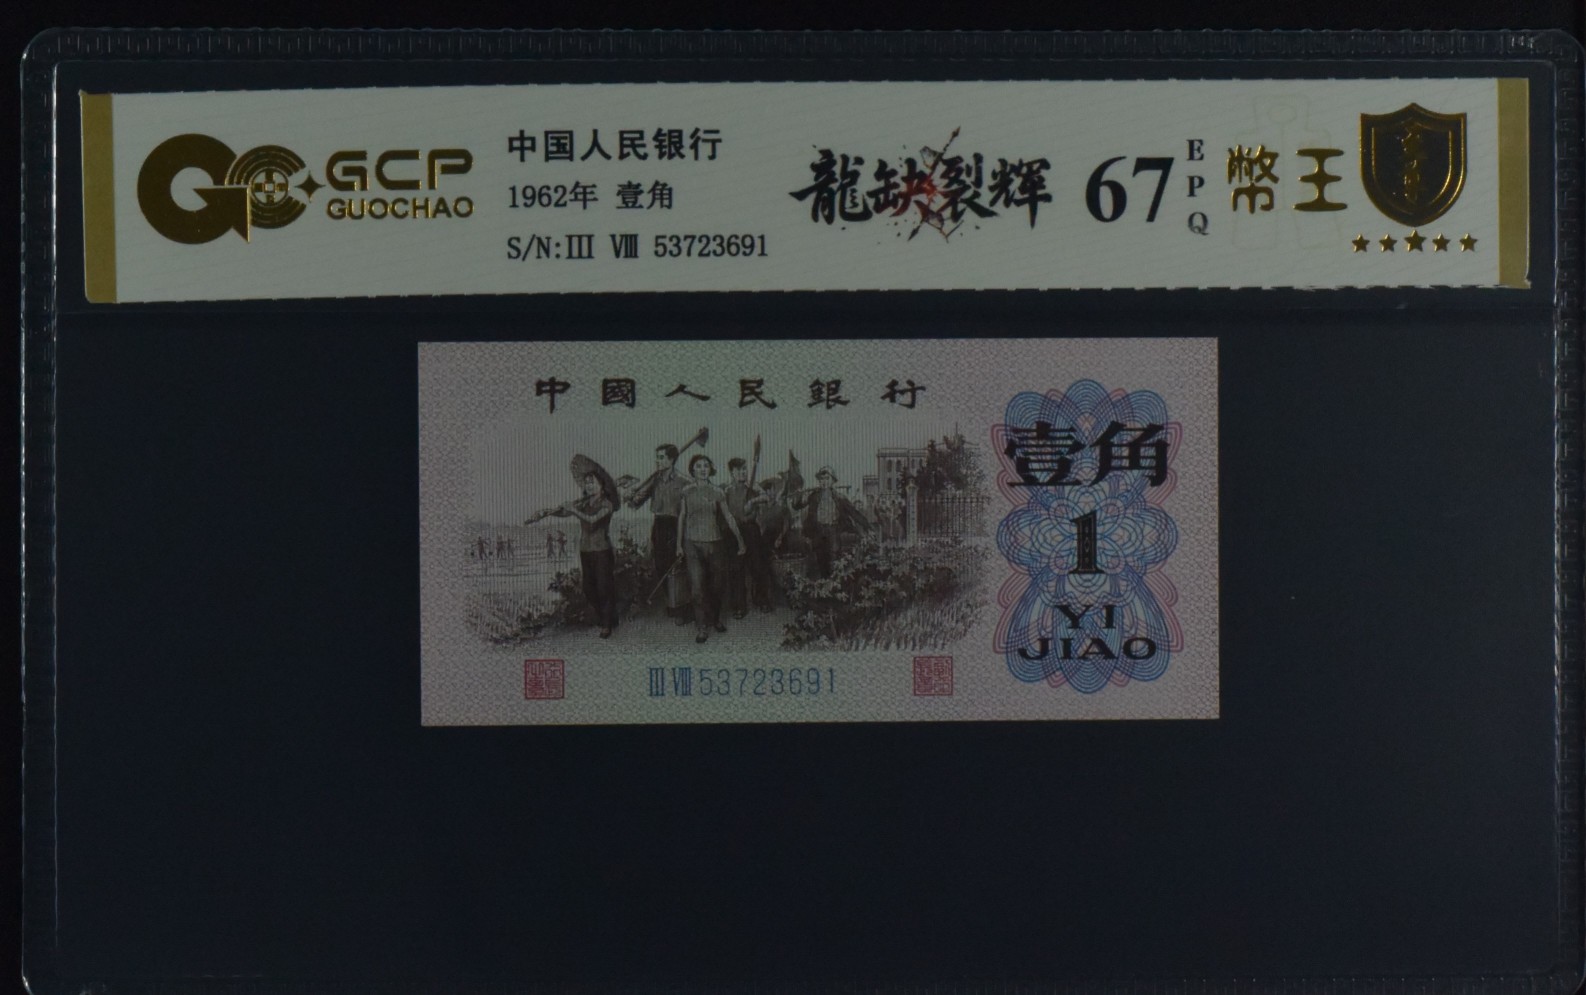 GCP
GUOCHAO
中国人民银行
1962年 壹角
S/N:III VIII 53723691
龍缺裂輝
67
EPQ
幣王
中國人民銀行
壹角
1
YI
JIAO
III VIII 53723691